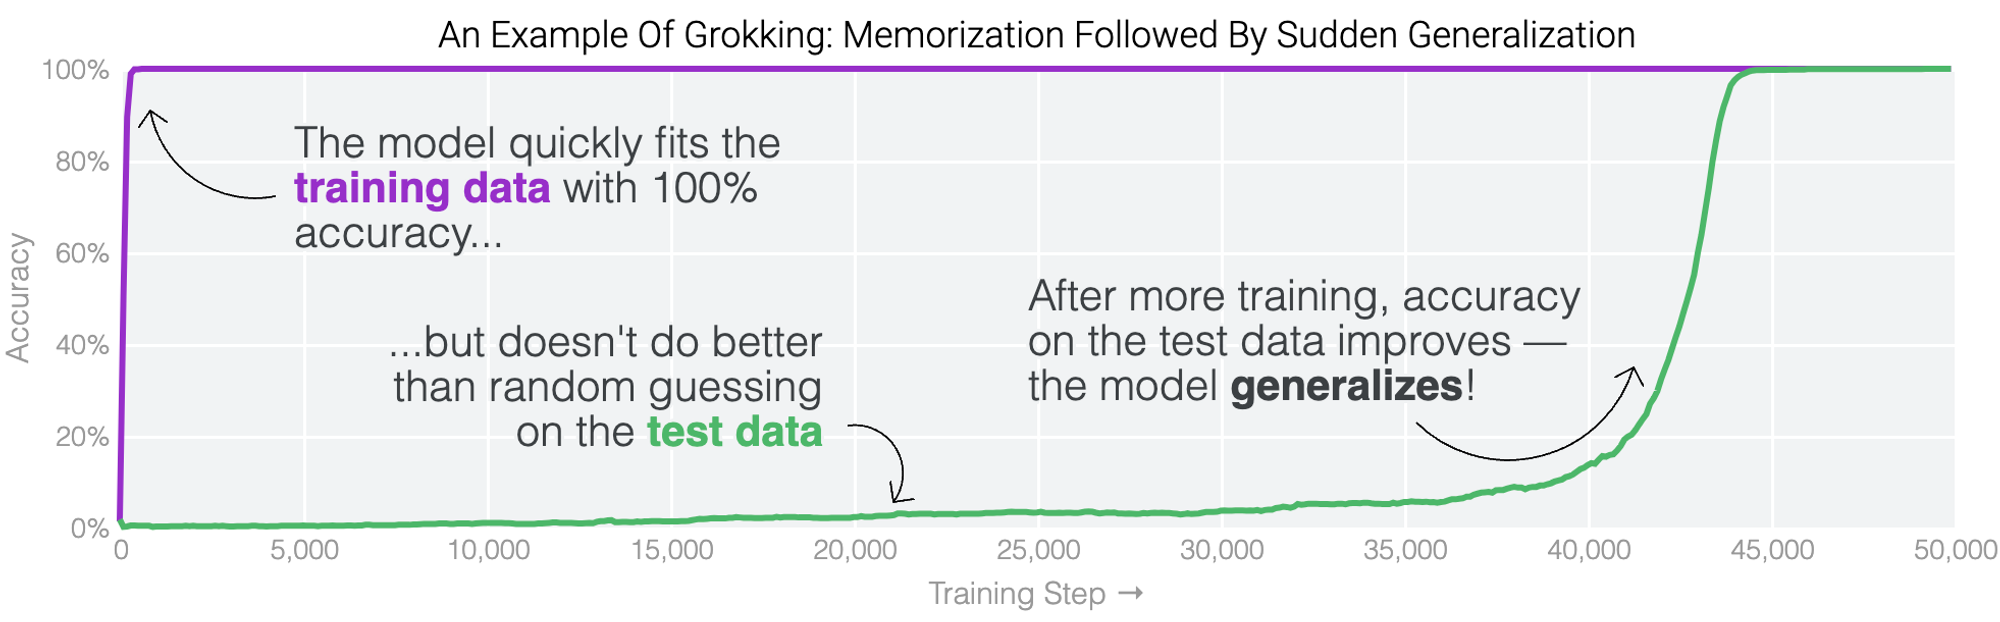 An Example Of Grokking: Memorization Followed By Sudden Generalization
100%
80%
60%
40%
20%
0%
Accuracy
The model quickly fits the
training data with 100%
accuracy...
...but doesn't do better
than random guessing
on the test data
After more training, accuracy
on the test data improves —
the model generalizes!
0
5,000
10,000
15,000
20,000
25,000
30,000
35,000
40,000
45,000
50,000
Training Step →